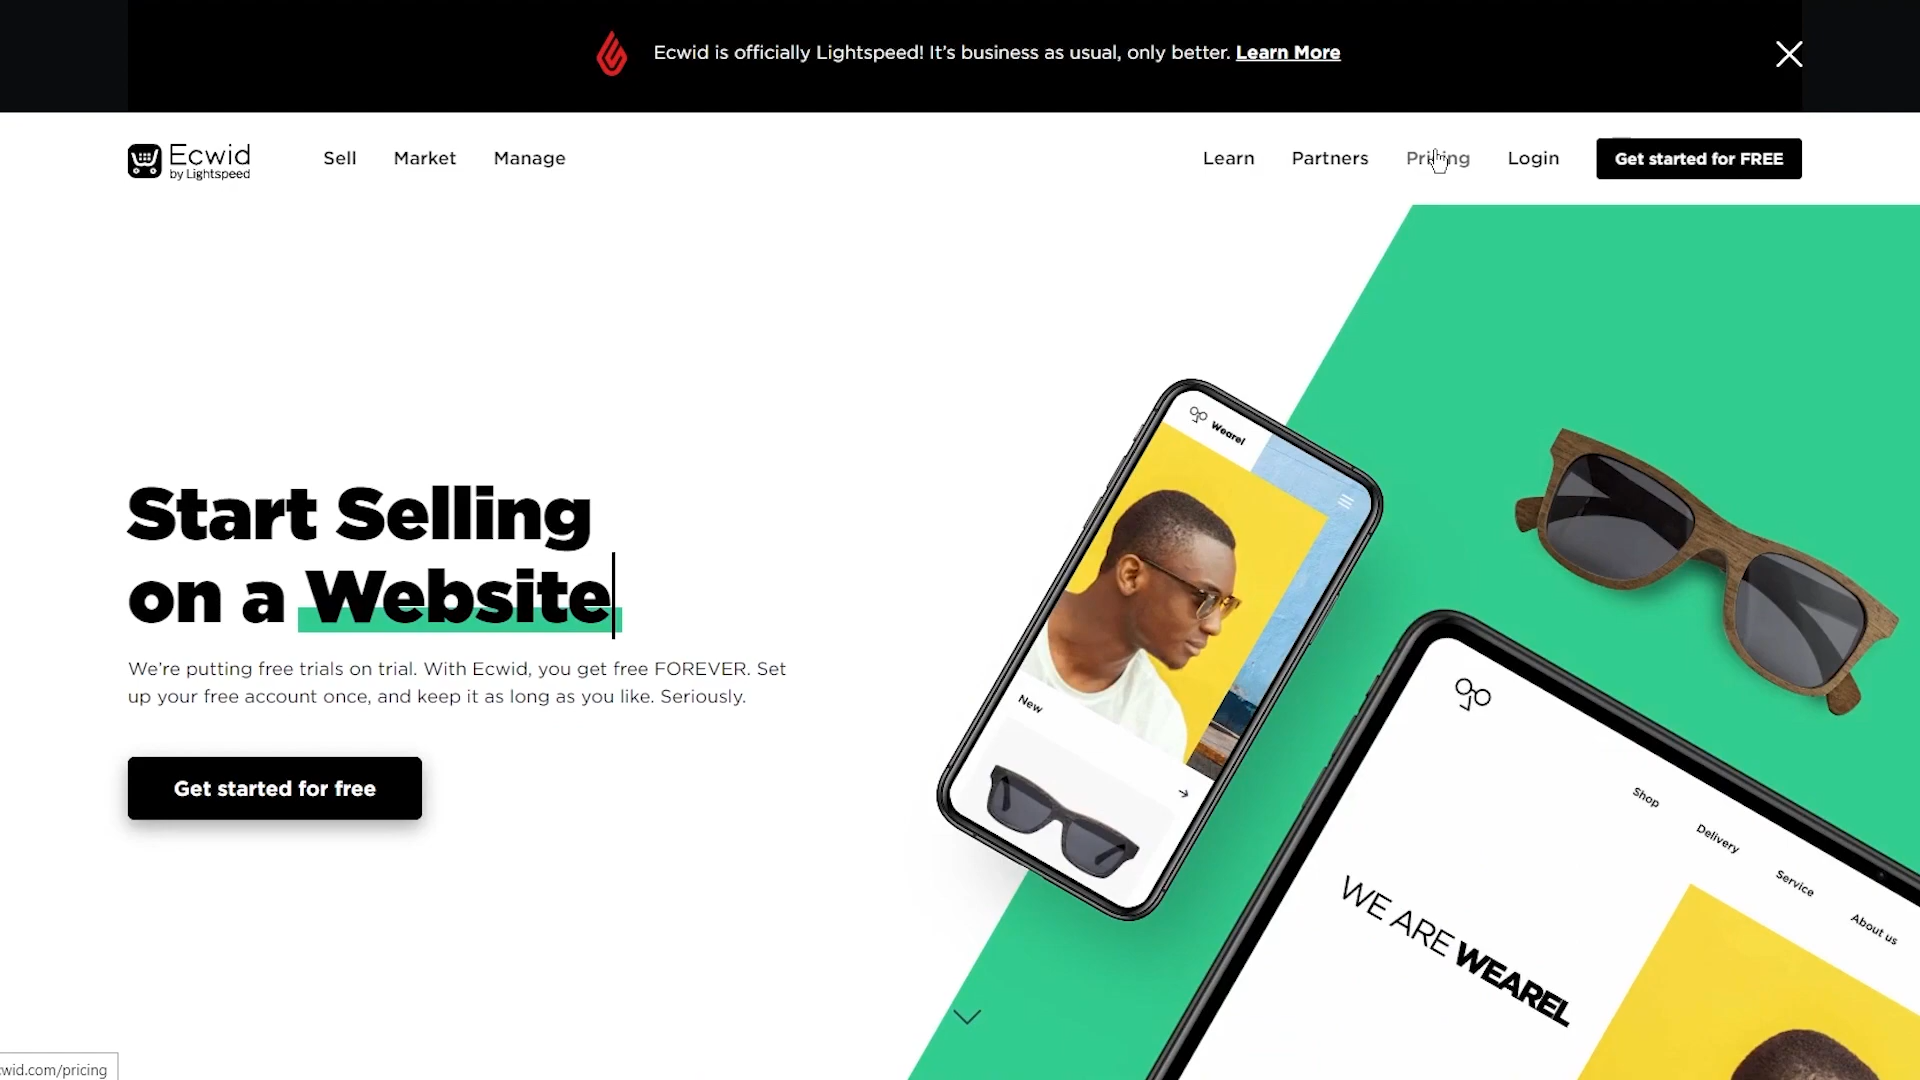 Ecwid is officially Lightspeed! It's business as usual, only better. Learn More
Ecwid
by Lightspeed
Sell Market Manage
Learn Partners Pricing Login Get started for FREE
Start Selling
on a Website
We're putting free trials on trial. With Ecwid, you get free FOREVER. Set
up your free account once, and keep it as long as you like. Seriously.
Get started for free
Wearel
New
Shop
Delivery
Service
About us
WE ARE WEAREL
cwid.com/pricing